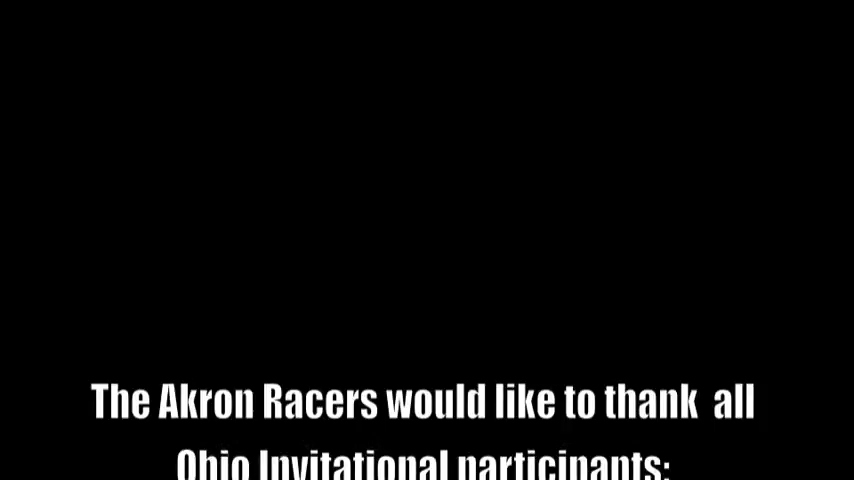 The Akron Racers would like to thank  all
Ohio Invitational participants: